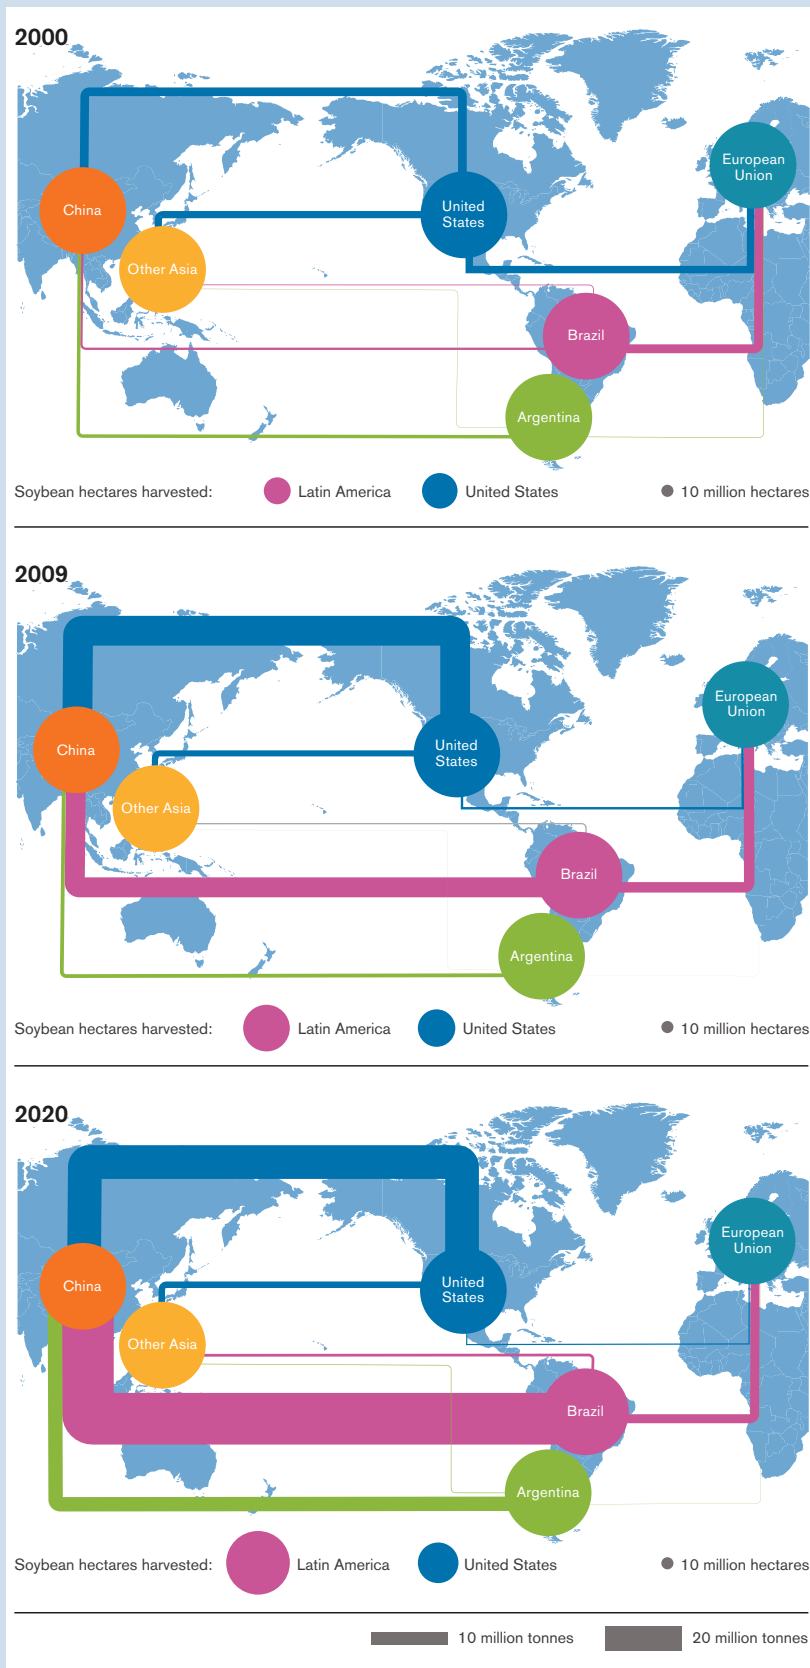 2000
European
Union
China
United
States
Other Asia
Brazil
Argentina
Soybean hectares harvested:
Latin America
United States
10 million hectares
2009
European
Union
United
States
China
Other Asia
Brazil
Argentina
Soybean hectares harvested:
Latin America
United States
10 million hectares
2020
European
Union
China
United
States
Other Asia
Brazil
Argentina
Soybean hectares harvested:
Latin America
United States
10 million hectares
10 million tonnes
20 million tonnes